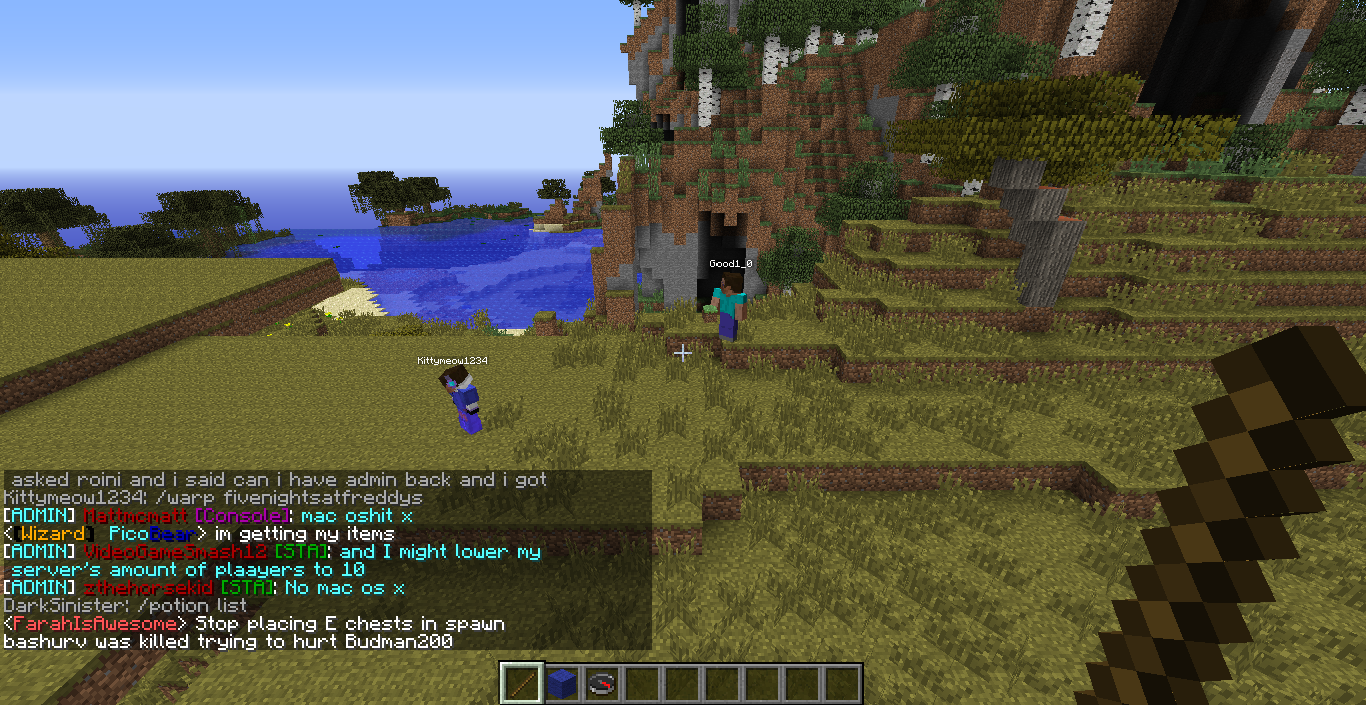 Good1_0
Kittymeow1234
asked roini and i said can i have admin back and i got
Kittymeow1234: /warp fivenightsatfreddys
[ADMIN] Mattmcmatt [Console]: mac oshit x
<[Wizard] PicoBear> im getting my items
[ADMIN] VideoGameSmash12 [STA]: and I might lower my
server's amount of plaayers to 10
[ADMIN] zthehorsekid [STA]: No mac os x
DarkSinister: /potion list
<FarahIsAwesome> Stop placing E chests in spawn
bashurv was killed trying to hurt Budman200